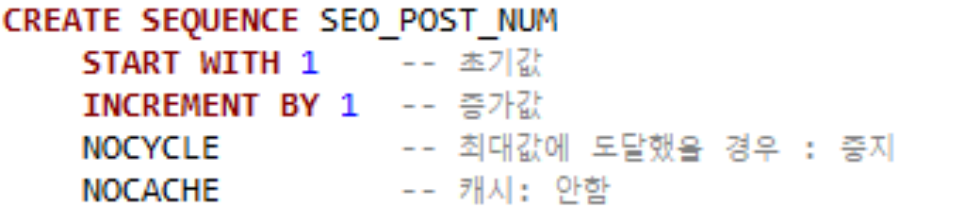 CREATE SEQUENCE SEO_POST_NUM
START WITH 1 -- 초기값
INCREMENT BY 1 -- 증가값
NOCYCLE -- 최대값에 도달했을 경우 : 중지
NOCACHE -- 캐시: 안함